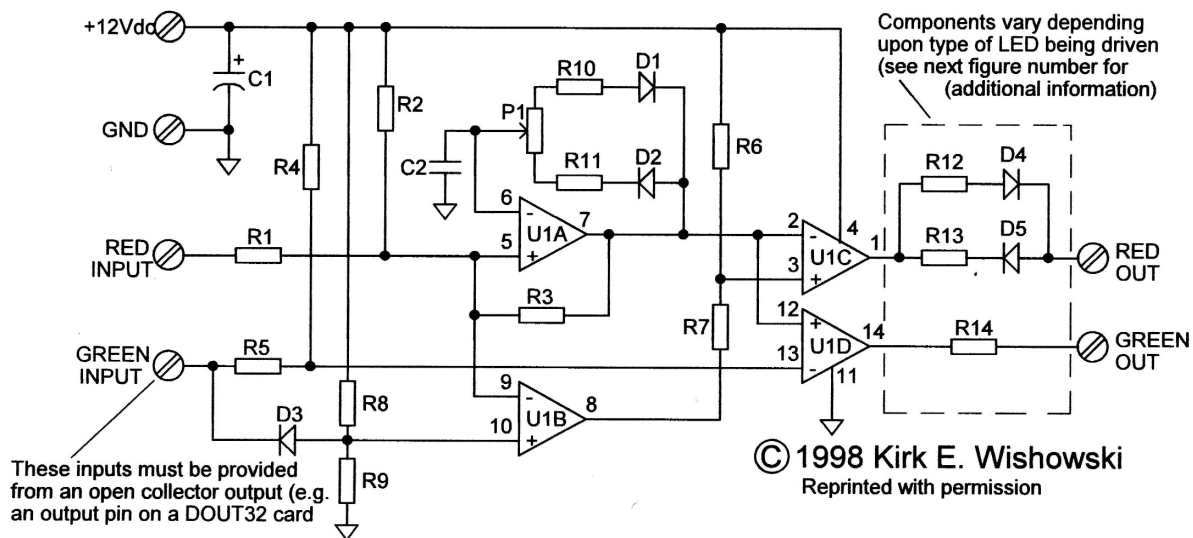 +12Vdc
GND
RED
INPUT
GREEN
INPUT
C1
+
R4
R2
R1
R5
D3
R8
R9
C2
P1
R10
D1
R11
D2
6
-
7
U1A
5
+
R3
9
-
8
U1B
10
+
R6
R7
2
-
4
U1C
1
3
+
12
+
14
U1D
13
-
11
R12
D4
R13
D5
R14
RED
OUT
GREEN
OUT
Components vary depending
upon type of LED being driven
(see next figure number for
(additional information)
These inputs must be provided
from an open collector output (e.g.
an output pin on a DOUT32 card
© 1998 Kirk E. Wishowski
Reprinted with permission